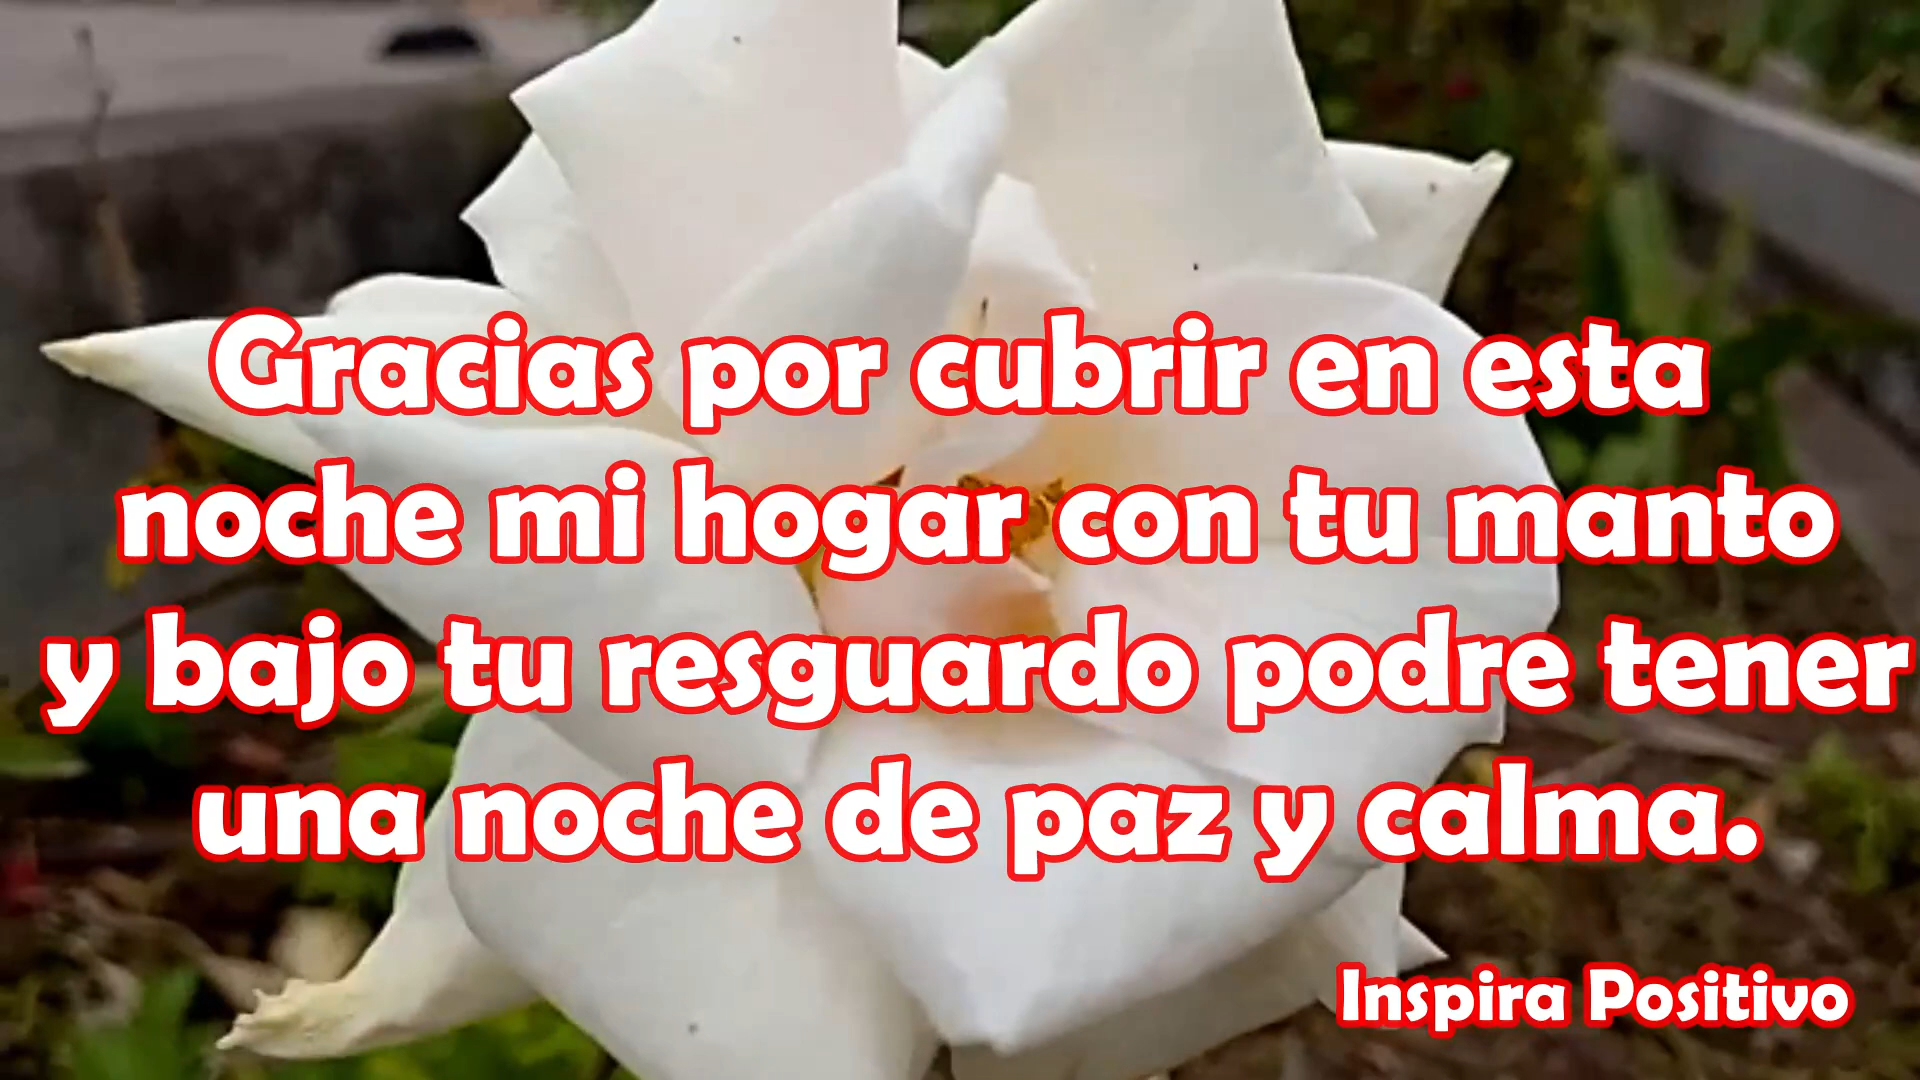 Gracias por cubrir en esta
noche mi hogar con tu manto
y bajo tu resguardo podre tener
una noche de paz y calma.
Inspira Positivo